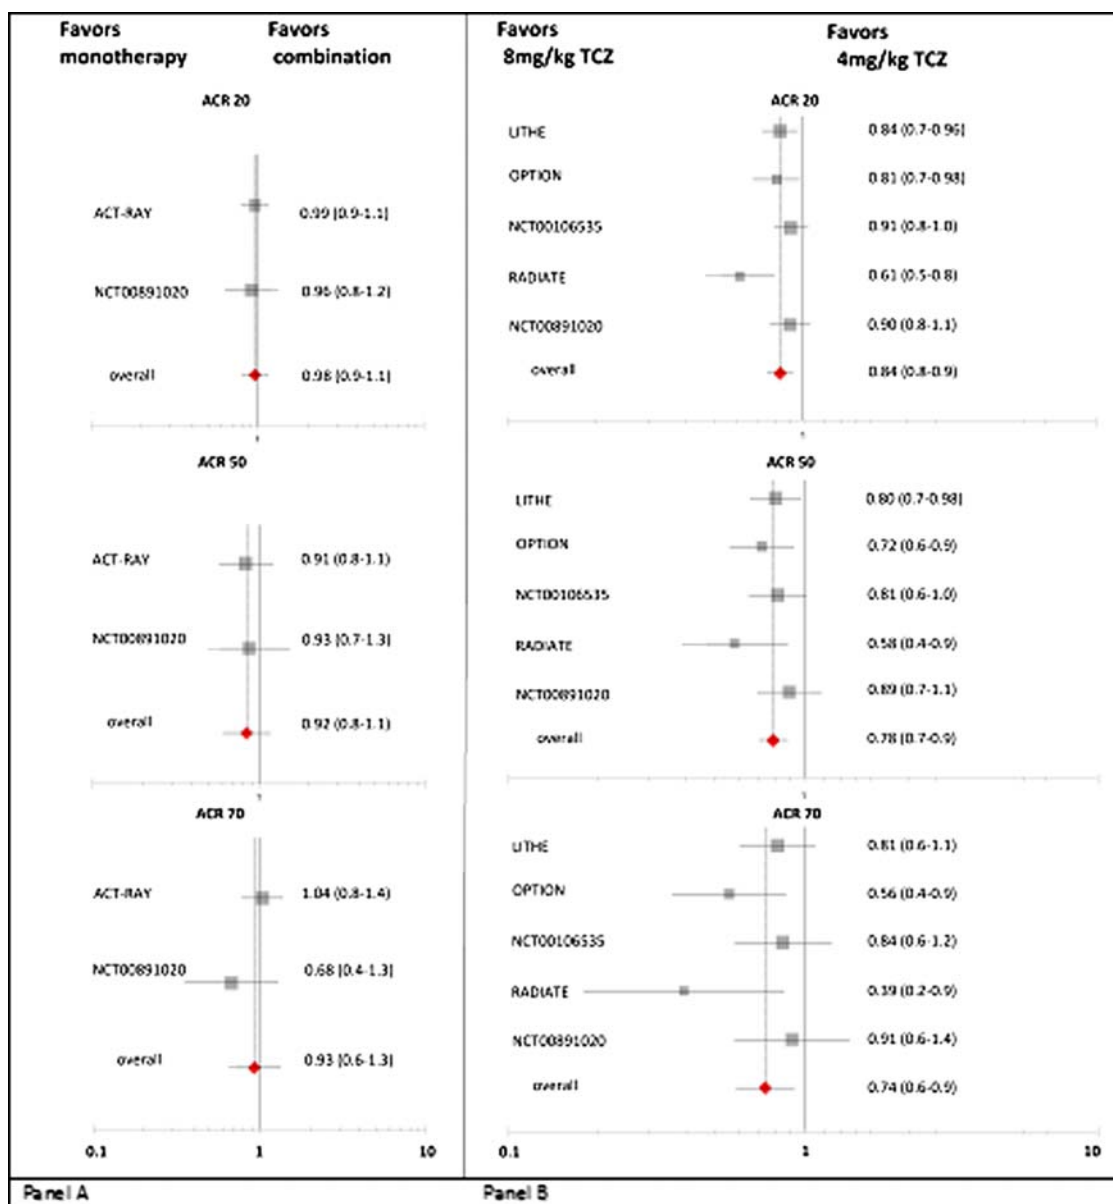 Favors
monotherapy
Favors
combination
ACR 20
ACT-RAY 0.99 (0.9-1.1)
NCT00891020 0.96 (0.8-1.2)
overall 0.98 (0.9-1.1)
1
ACR 50
ACT-RAY 0.91 (0.8-1.1)
NCT00891020 0.93 (0.7-1.3)
overall 0.92 (0.8-1.1)
1
ACR 70
ACT-RAY 1.04 (0.8-1.4)
NCT00891020 0.68 (0.4-1.3)
overall 0.93 (0.6-1.3)
0.1 1 10
Panel A
Favors
8mg/kg TCZ
Favors
4mg/kg TCZ
ACR 20
LITHE 0.84 (0.7-0.96)
OPTION 0.81 (0.7-0.98)
NCT00106535 0.91 (0.8-1.0)
RADIATE 0.61 (0.5-0.8)
NCT00891020 0.90 (0.8-1.1)
overall 0.84 (0.8-0.9)
1
ACR 50
LITHE 0.80 (0.7-0.98)
OPTION 0.72 (0.6-0.9)
NCT00106535 0.81 (0.6-1.0)
RADIATE 0.58 (0.4-0.9)
NCT00891020 0.89 (0.7-1.1)
overall 0.78 (0.7-0.9)
1
ACR 70
LITHE 0.81 (0.6-1.1)
OPTION 0.56 (0.4-0.9)
NCT00106535 0.84 (0.6-1.2)
RADIATE 0.39 (0.2-0.9)
NCT00891020 0.91 (0.6-1.4)
overall 0.74 (0.6-0.9)
0.1 1 10
Panel B